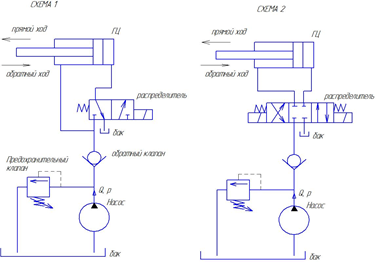 СХЕМА 1
прямой ход
ГЦ
обратный ход
распределитель
бак
обратный клапан
Предохранительный
клапан
Q, p
Насос
бак
СХЕМА 2
прямой ход
ГЦ
обратный ход
распределитель
бак
Q, p
Насос
бак